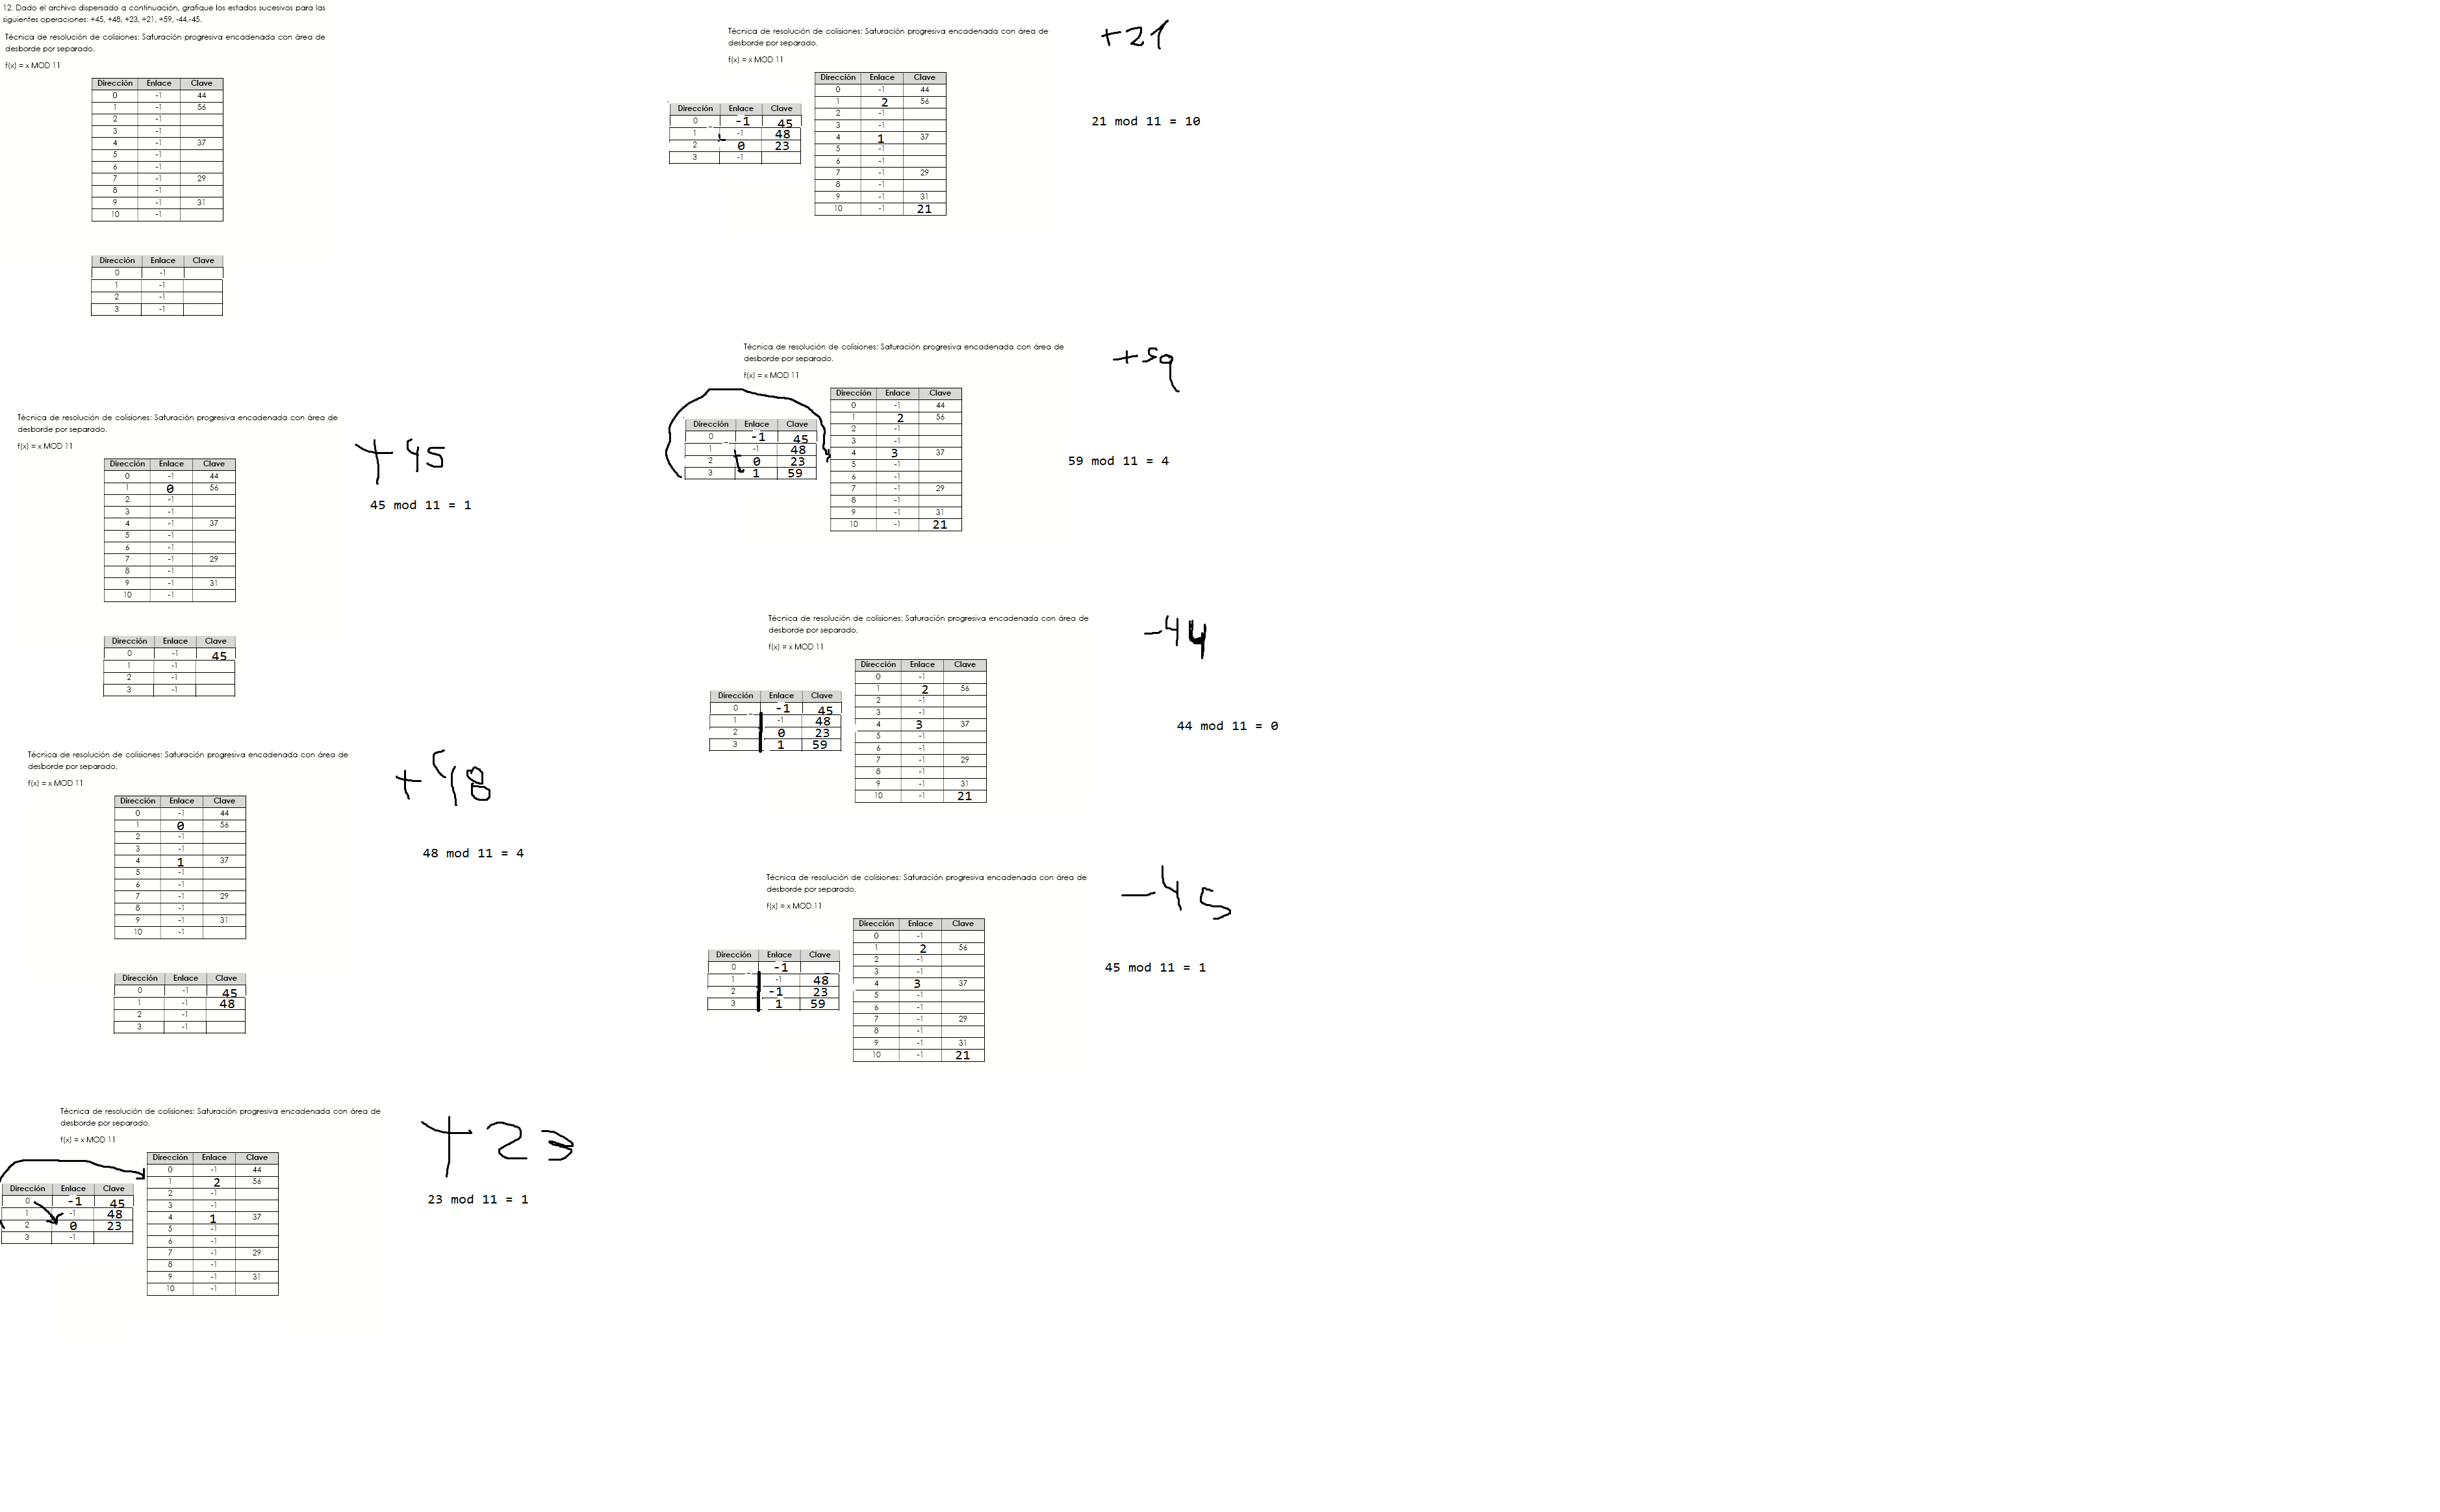 12. Dado el archivo dispersado a continuación, grafique los estados sucesivos para las
siguientes operaciones: +45, +48, +23, +21, +59, -44,-45.
Técnica de resolución de colisiones: Saturación progresiva encadenada con área de
desborde por separado.
f(x) = x MOD 11
Dirección Enlace Clave
0 -1 44
1 -1 56
2 -1
3 -1
4 -1 37
5 -1
6 -1
7 -1 29
8 -1
9 -1 31
10 -1
Dirección Enlace Clave
0 -1
1 -1
2 -1
3 -1
Técnica de resolución de colisiones: Saturación progresiva encadenada con área de
desborde por separado.
f(x) = x MOD 11
+45
45 mod 11 = 1
Dirección Enlace Clave
0 -1 44
1 0 56
2 -1
3 -1
4 -1 37
5 -1
6 -1
7 -1 29
8 -1
9 -1 31
10 -1
Dirección Enlace Clave
0 -1 45
1 -1
2 -1
3 -1
Técnica de resolución de colisiones: Saturación progresiva encadenada con área de
desborde por separado.
f(x) = x MOD 11
+48
48 mod 11 = 4
Dirección Enlace Clave
0 -1 44
1 0 56
2 -1
3 -1
4 1 37
5 -1
6 -1
7 -1 29
8 -1
9 -1 31
10 -1
Dirección Enlace Clave
0 -1 45
1 -1 48
2 -1
3 -1
Técnica de resolución de colisiones: Saturación progresiva encadenada con área de
desborde por separado.
f(x) = x MOD 11
+23
23 mod 11 = 1
Dirección Enlace Clave
0 -1 44
1 2 56
2 -1
3 -1
4 1 37
5 -1
6 -1
7 -1 29
8 -1
9 -1 31
10 -1
Dirección Enlace Clave
0 -1 45
1 -1 48
2 0 23
3 -1
Técnica de resolución de colisiones: Saturación progresiva encadenada con área de
desborde por separado.
f(x) = x MOD 11
+21
21 mod 11 = 10
Dirección Enlace Clave
0 -1 44
1 2 56
2 -1
3 -1
4 1 37
5 -1
6 -1
7 -1 29
8 -1
9 -1 31
10 -1 21
Dirección Enlace Clave
0 -1 45
1 -1 48
2 0 23
3 -1
Técnica de resolución de colisiones: Saturación progresiva encadenada con área de
desborde por separado.
f(x) = x MOD 11
+59
59 mod 11 = 4
Dirección Enlace Clave
0 -1 44
1 2 56
2 -1
3 -1
4 3 37
5 -1
6 -1
7 -1 29
8 -1
9 -1 31
10 -1 21
Dirección Enlace Clave
0 -1 45
1 -1 48
2 0 23
3 1 59
Técnica de resolución de colisiones: Saturación progresiva encadenada con área de
desborde por separado.
f(x) = x MOD 11
-44
44 mod 11 = 0
Dirección Enlace Clave
0 -1
1 2 56
2 -1
3 -1
4 3 37
5 -1
6 -1
7 -1 29
8 -1
9 -1 31
10 -1 21
Dirección Enlace Clave
0 -1 45
1 -1 48
2 0 23
3 1 59
Técnica de resolución de colisiones: Saturación progresiva encadenada con área de
desborde por separado.
f(x) = x MOD 11
-45
45 mod 11 = 1
Dirección Enlace Clave
0 -1
1 2 56
2 -1
3 -1
4 3 37
5 -1
6 -1
7 -1 29
8 -1
9 -1 31
10 -1 21
Dirección Enlace Clave
0 -1
1 -1 48
2 -1 23
3 1 59